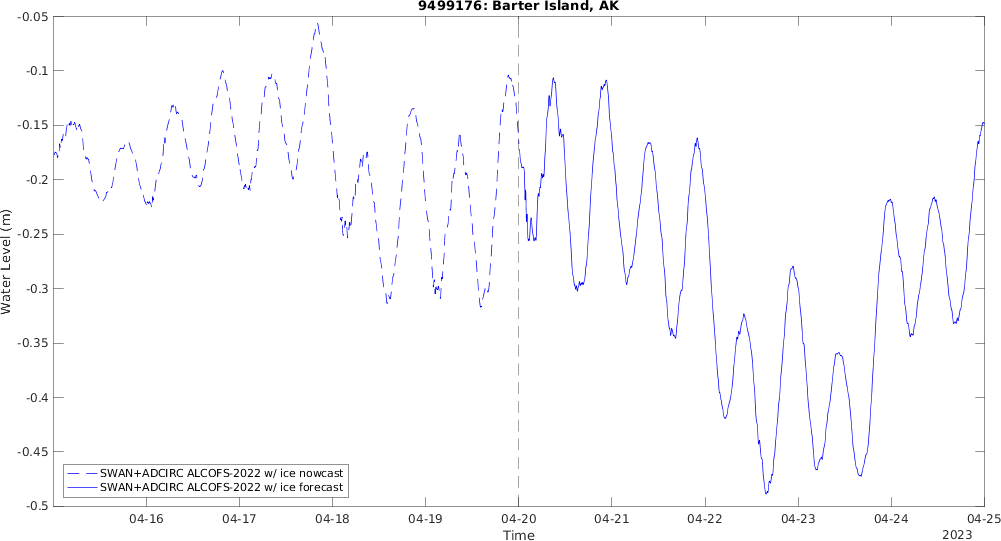 9499176: Barter Island, AK
-0.05
-0.1
-0.15
-0.2
-0.25
-0.3
-0.35
-0.4
-0.45
-0.5
Water Level (m)
SWAN+ADCIRC ALCOFS-2022 w/ ice nowcast
SWAN+ADCIRC ALCOFS-2022 w/ ice forecast
04-16 04-17 04-18 04-19 04-20 04-21 04-22 04-23 04-24 04-25
Time
2023